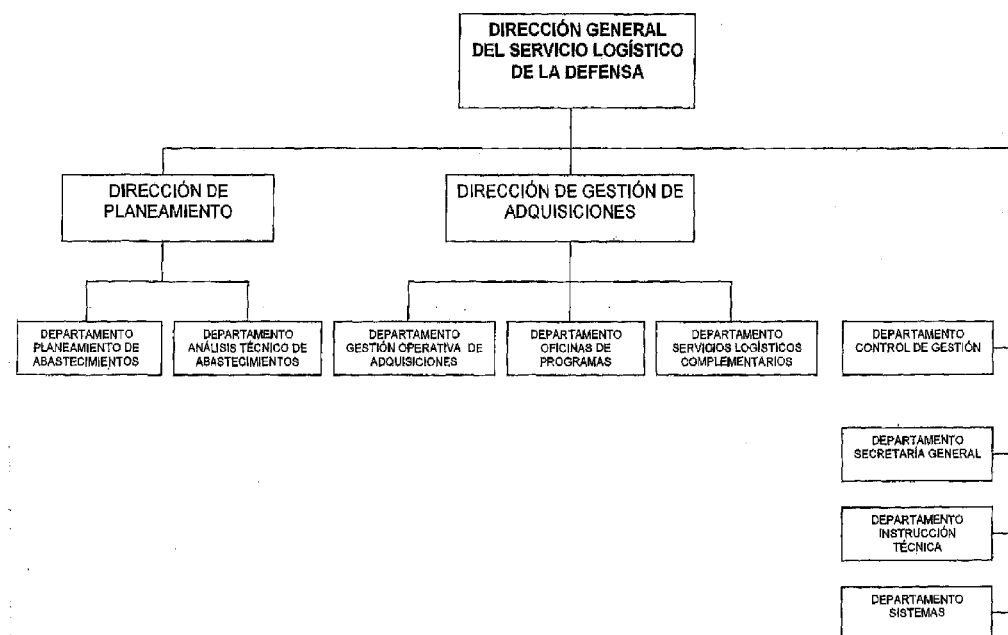 DIRECCIÓN GENERAL
DEL SERVICIO LOGÍSTICO
DE LA DEFENSA
DIRECCIÓN DE
PLANEAMIENTO
DIRECCIÓN DE GESTIÓN DE
ADQUISICIONES
DEPARTAMENTO
PLANEAMIENTO DE
ABASTECIMIENTOS
DEPARTAMENTO
ANÁLISIS TÉCNICO DE
ABASTECIMIENTOS
DEPARTAMENTO
GESTIÓN OPERATIVA DE
ADQUISICIONES
DEPARTAMENTO
OFICINAS DE
PROGRAMAS
DEPARTAMENTO
SERVICIOS LOGÍSTICOS
COMPLEMENTARIOS
DEPARTAMENTO
CONTROL DE GESTIÓN
DEPARTAMENTO
SECRETARÍA GENERAL
DEPARTAMENTO
INSTRUCCIÓN
TÉCNICA
DEPARTAMENTO
SISTEMAS